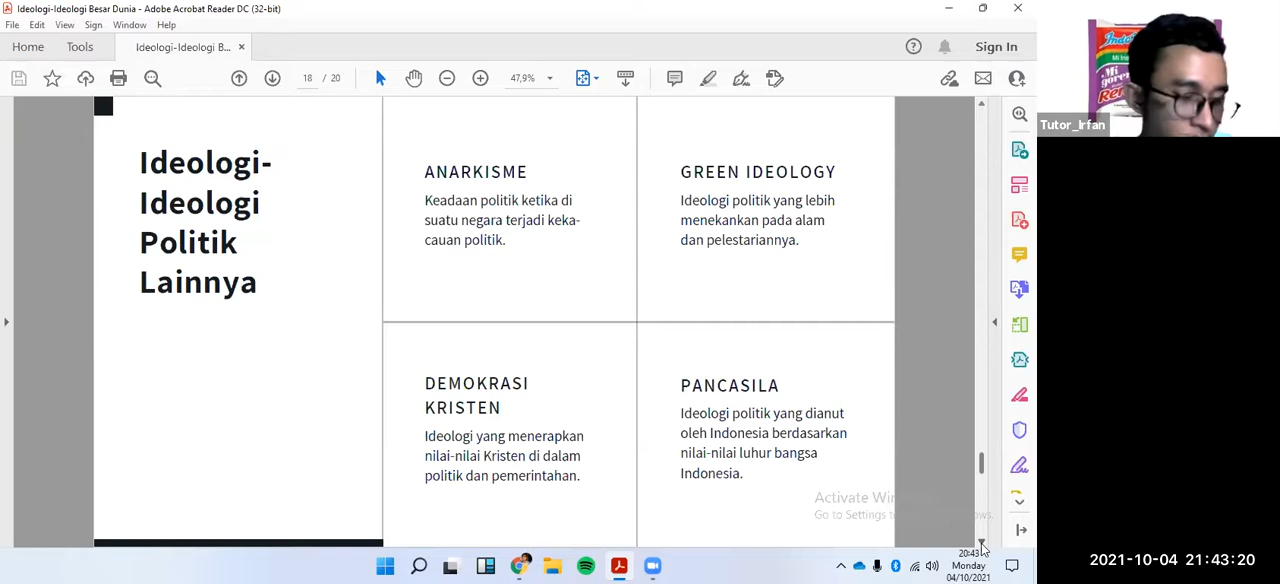 Ideologi-Ideologi Besar Dunia - Adobe Acrobat Reader DC (32-bit)
File Edit View Sign Window Help
Home Tools Ideologi-Ideologi B... × Sign In
18 / 20 47,9%
Ideologi-
Ideologi
Politik
Lainnya
ANARKISME
Keadaan politik ketika di
suatu negara terjadi keka-
cauan politik.
GREEN IDEOLOGY
Ideologi politik yang lebih
menekankan pada alam
dan pelestariannya.
DEMOKRASI
KRISTEN
Ideologi yang menerapkan
nilai-nilai Kristen di dalam
politik dan pemerintahan.
PANCASILA
Ideologi politik yang dianut
oleh Indonesia berdasarkan
nilai-nilai luhur bangsa
Indonesia.
Activate
Go to Settings
20:43
Monday
04/10/2021
Tutor_Irfan
2021-10-04 21:43:20